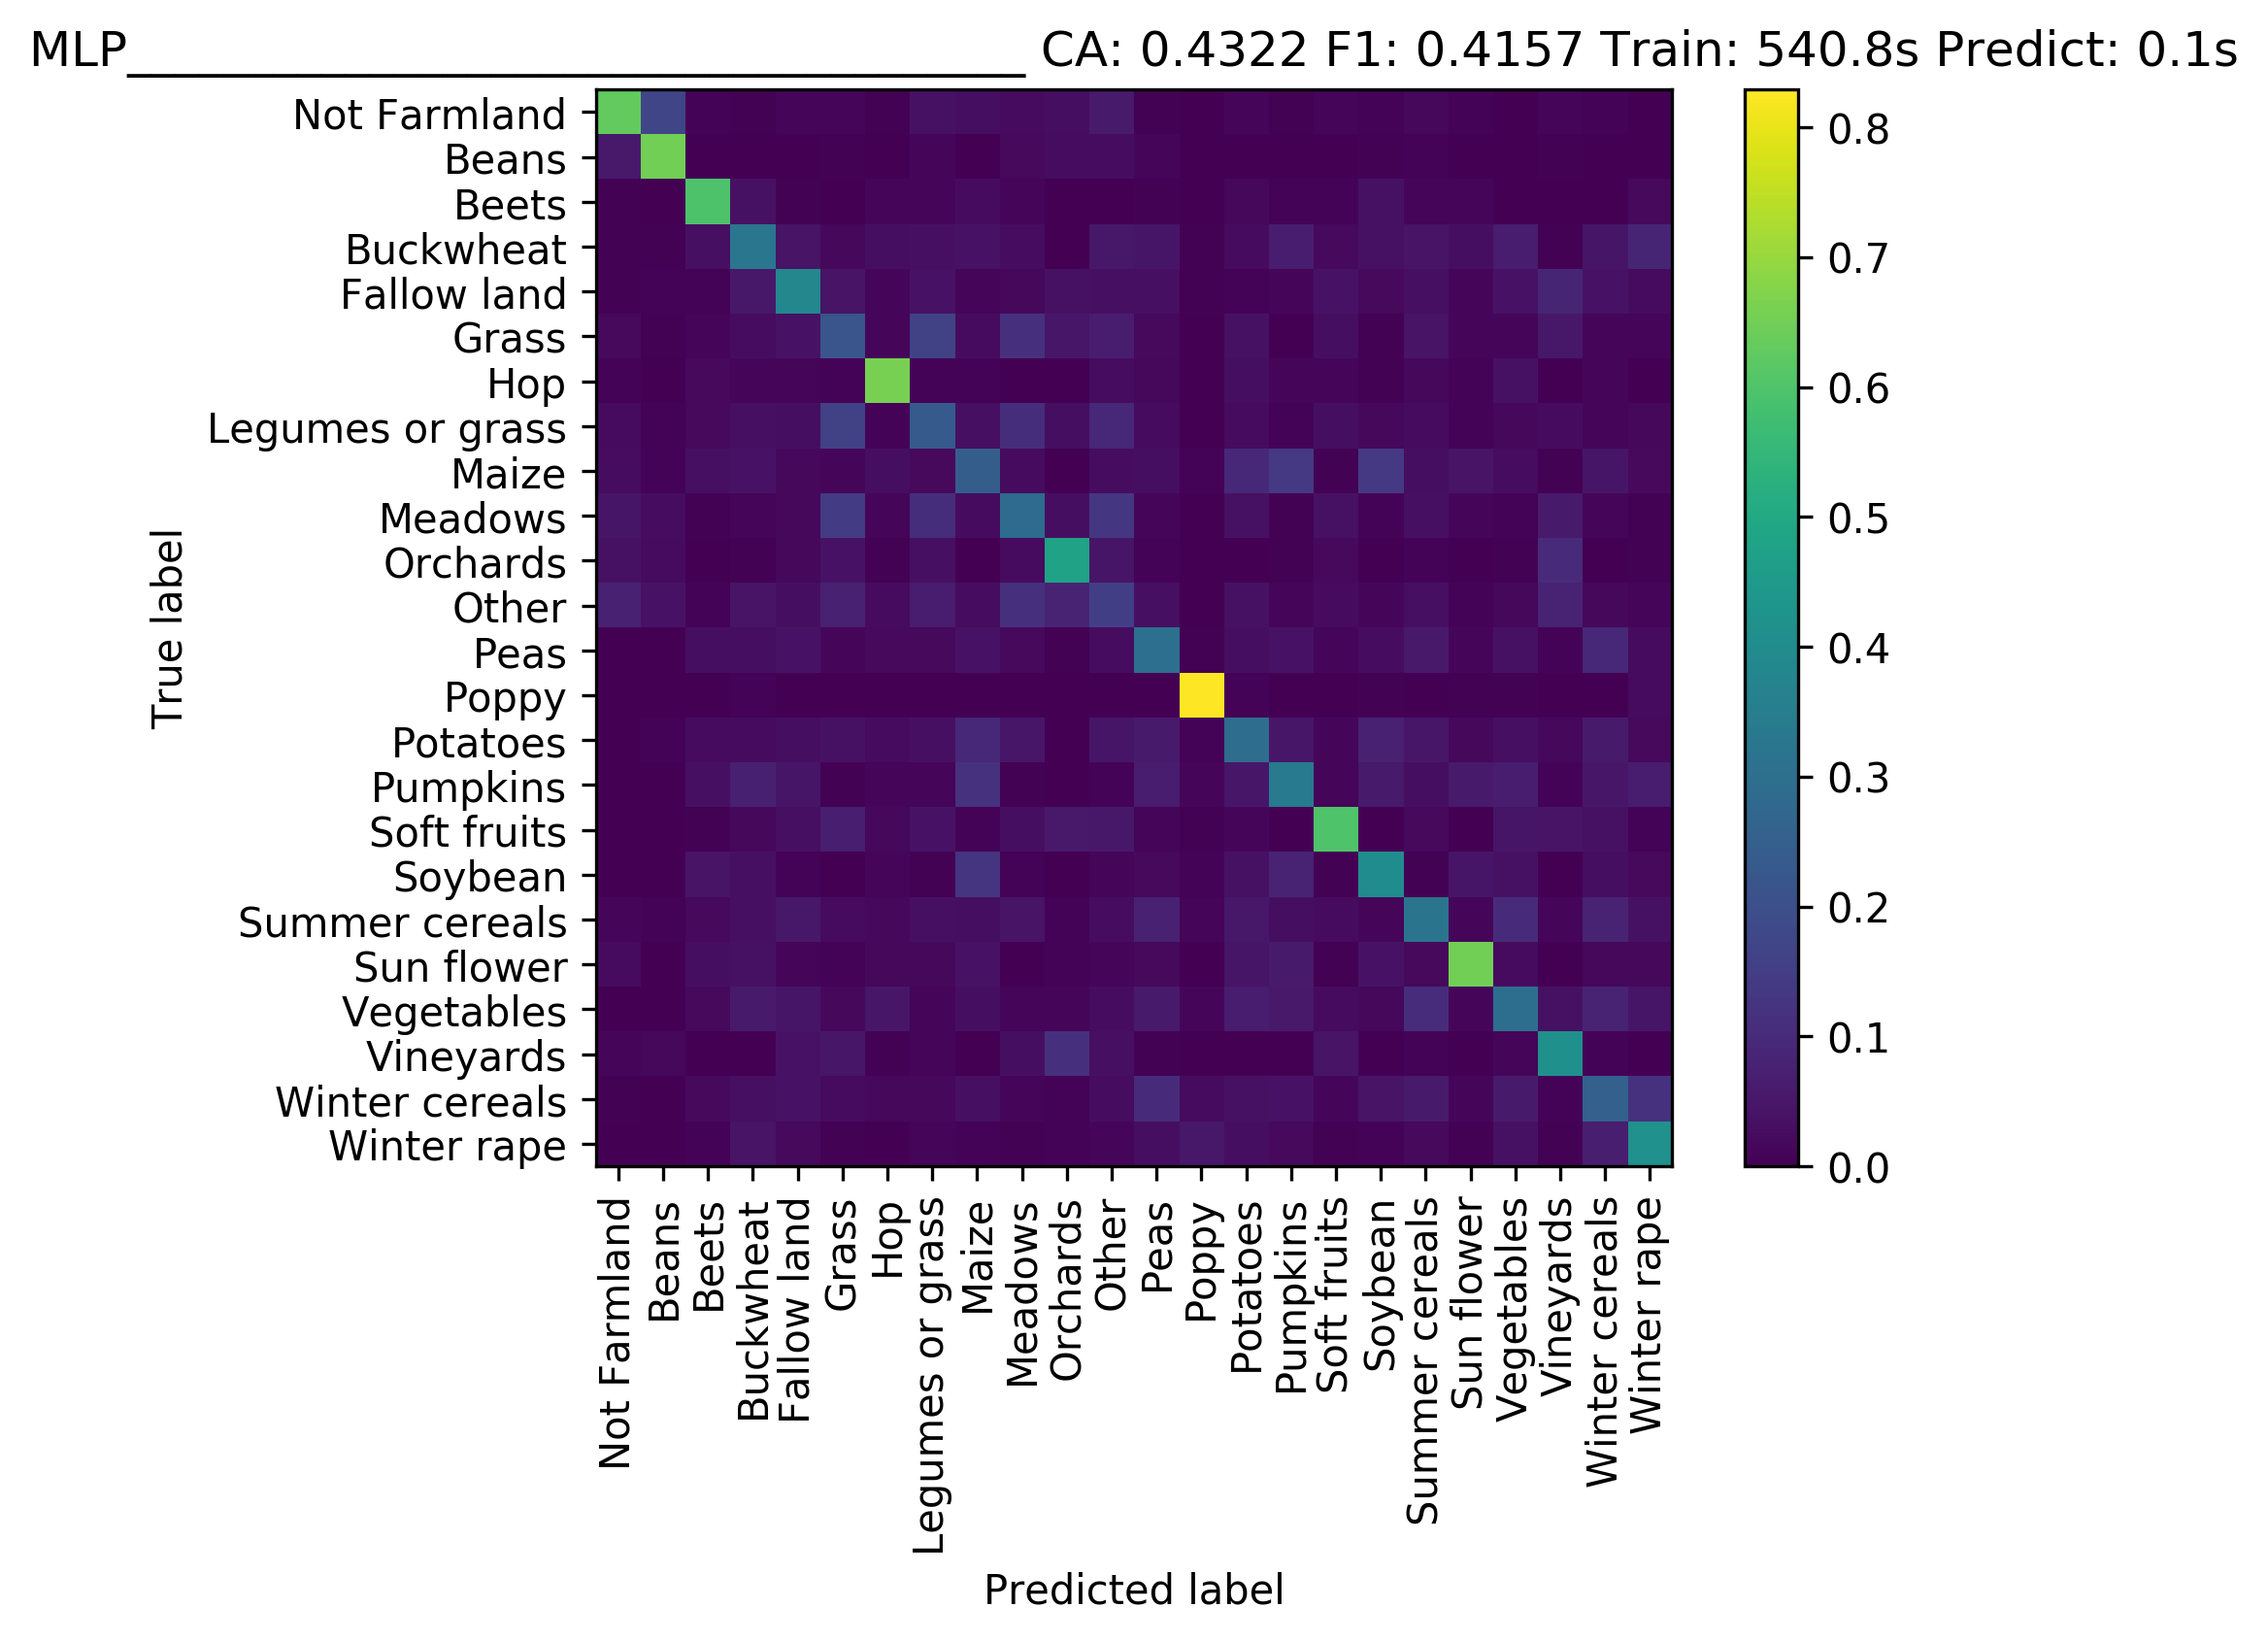 MLP______________________________________ CA: 0.4322 F1: 0.4157 Train: 540.8s Predict: 0.1s
True label
Not Farmland
Beans
Beets
Buckwheat
Fallow land
Grass
Hop
Legumes or grass
Maize
Meadows
Orchards
Other
Peas
Poppy
Potatoes
Pumpkins
Soft fruits
Soybean
Summer cereals
Sun flower
Vegetables
Vineyards
Winter cereals
Winter rape
0.8
0.7
0.6
0.5
0.4
0.3
0.2
0.1
0.0
Not Farmland
Beans
Beets
Buckwheat
Fallow land
Grass
Hop
Legumes or grass
Maize
Meadows
Orchards
Other
Peas
Poppy
Potatoes
Pumpkins
Soft fruits
Soybean
Summer cereals
Sun flower
Vegetables
Vineyards
Winter cereals
Winter rape
Predicted label